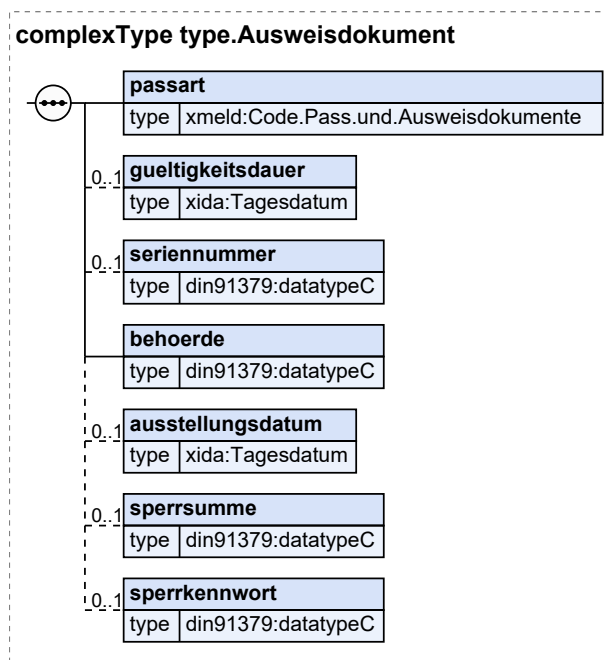 complexType type.Ausweisdokument
passart
type xmeld:Code.Pass.und.Ausweisdokumente
0..1 gueltigkeitsdauer
type xida:Tagesdatum
0..1 seriennummer
type din91379:datatypeC
behoerde
type din91379:datatypeC
0..1 ausstellungsdatum
type xida:Tagesdatum
0..1 sperrsumme
type din91379:datatypeC
0..1 sperrkennwort
type din91379:datatypeC